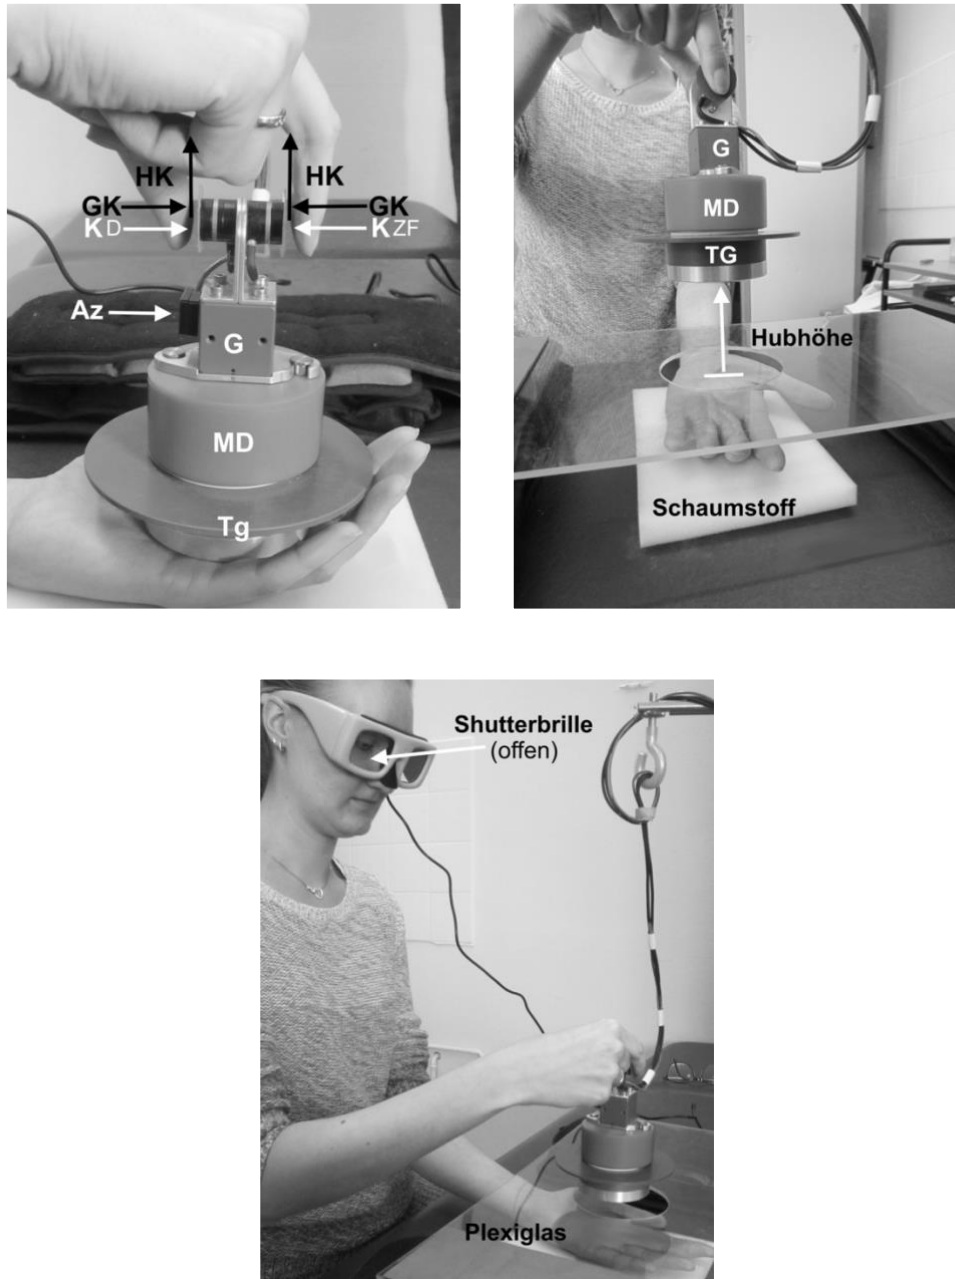 HK HK
GK GK
KD KZF
Az
G
MD
Tg
G
MD
TG
Hubhöhe
Schaumstoff
Shutterbrille
(offen)
Plexiglas